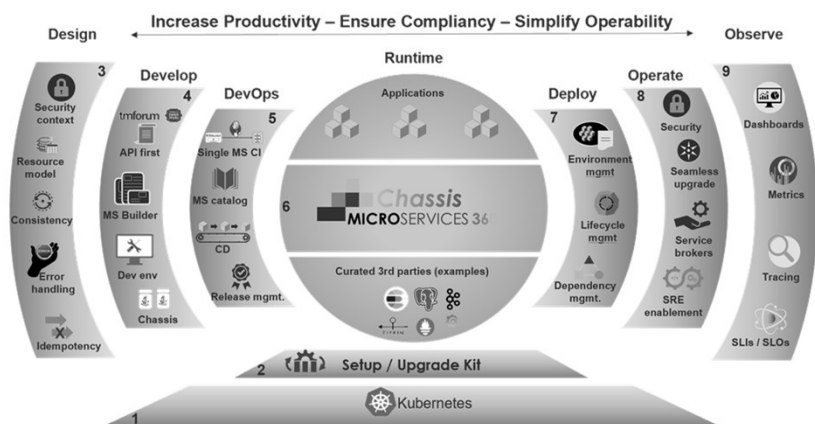 Increase Productivity – Ensure Compliancy – Simplify Operability
Design
3
Security
context
Resource
model
Consistency
Error
handling
Idempotency
Develop
4
tmforum
API first
MS Builder
Dev env
Chassis
DevOps
5
Single MS CI
MS catalog
CD
Release mgmt.
Runtime
Applications
6
Chassis
MICROSERVICES 36
Curated 3rd parties (examples)
ZIPKIN
Deploy
7
Environment
mgmt
Lifecycle
mgmt
Dependency
mgmt.
Operate
8
Security
Seamless
upgrade
Service
brokers
SRE
enablement
Observe
9
Dashboards
Metrics
Tracing
SLIs / SLOs
2
Setup / Upgrade Kit
1
Kubernetes